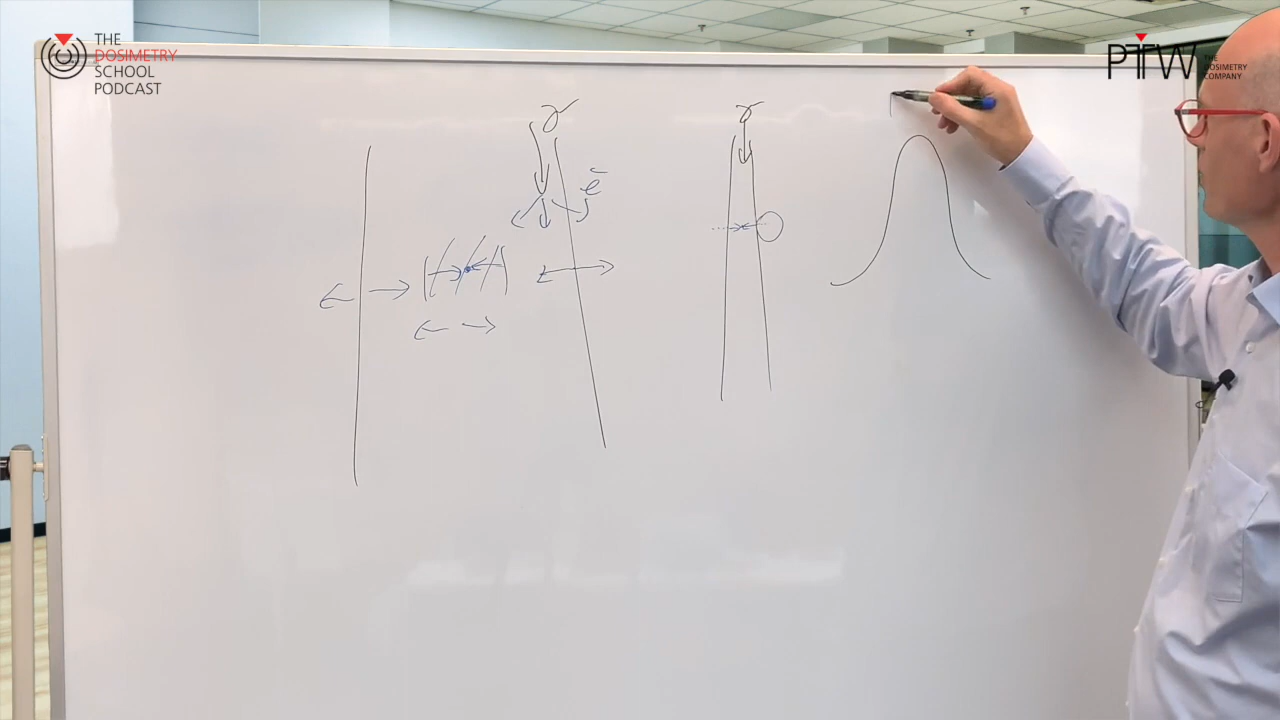 THE
DOSIMETRY
SCHOOL
PODCAST
PTW
THE
DOSIMETRY
COMPANY
γ
γ
e⁻